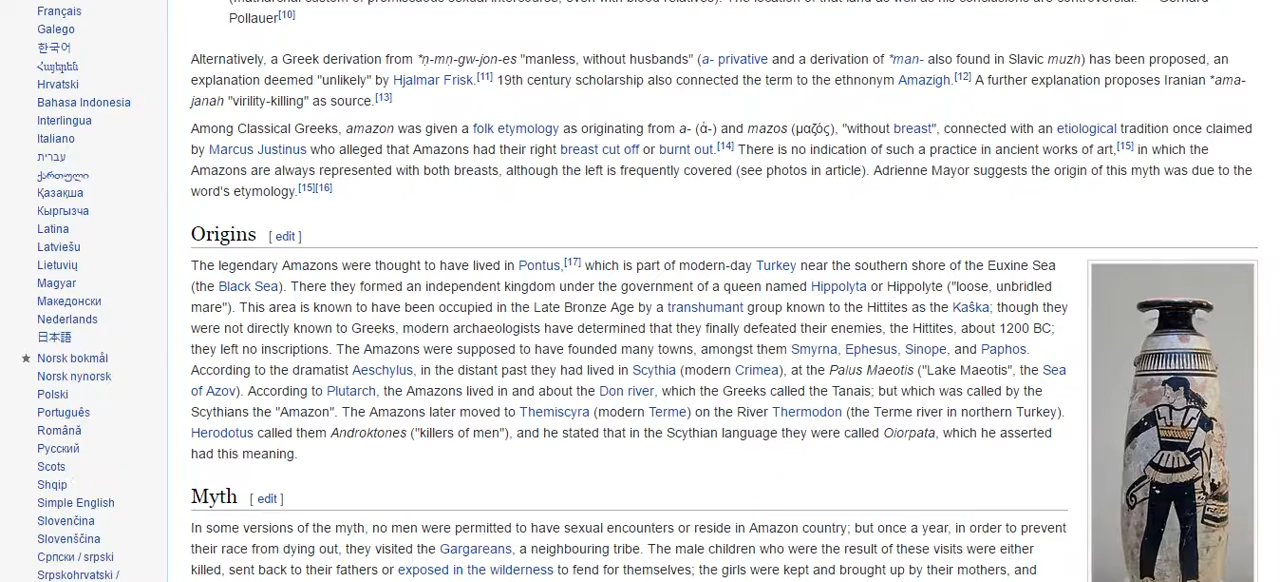 Français
Galego
한국어
Հայերեն
Hrvatski
Bahasa Indonesia
Interlingua
Italiano
עברית
ქართული
Қазақша
Кыргызча
Latina
Latviešu
Lietuvių
Magyar
Македонски
Nederlands
日本語
Norsk bokmål
Norsk nynorsk
Polski
Português
Română
Русский
Scots
Shqip
Simple English
Slovenčina
Slovenščina
Српски / srpski
Srpskohrvatski /
(matriarchal custom of promiscuous sexual intercourse, even with blood relatives). The location of that land as well as his conclusions are controversial. — Gerhard
Pollauer[10]
Alternatively, a Greek derivation from *ṇ-mṇ-gw-jon-es "manless, without husbands" (a- privative and a derivation of *man- also found in Slavic muzh) has been proposed, an
explanation deemed "unlikely" by Hjalmar Frisk.[11] 19th century scholarship also connected the term to the ethnonym Amazigh.[12] A further explanation proposes Iranian *ama-
janah "virility-killing" as source.[13]
Among Classical Greeks, amazon was given a folk etymology as originating from a- (ἀ-) and mazos (μαζός), "without breast", connected with an etiological tradition once claimed
by Marcus Justinus who alleged that Amazons had their right breast cut off or burnt out.[14] There is no indication of such a practice in ancient works of art,[15] in which the
Amazons are always represented with both breasts, although the left is frequently covered (see photos in article). Adrienne Mayor suggests the origin of this myth was due to the
word's etymology.[15][16]
Origins [ edit ]
The legendary Amazons were thought to have lived in Pontus,[17] which is part of modern-day Turkey near the southern shore of the Euxine Sea
(the Black Sea). There they formed an independent kingdom under the government of a queen named Hippolyta or Hippolyte ("loose, unbridled
mare"). This area is known to have been occupied in the Late Bronze Age by a transhumant group known to the Hittites as the Kaška; though they
were not directly known to Greeks, modern archaeologists have determined that they finally defeated their enemies, the Hittites, about 1200 BC;
they left no inscriptions. The Amazons were supposed to have founded many towns, amongst them Smyrna, Ephesus, Sinope, and Paphos.
According to the dramatist Aeschylus, in the distant past they had lived in Scythia (modern Crimea), at the Palus Maeotis ("Lake Maeotis", the Sea
of Azov). According to Plutarch, the Amazons lived in and about the Don river, which the Greeks called the Tanais; but which was called by the
Scythians the "Amazon". The Amazons later moved to Themiscyra (modern Terme) on the River Thermodon (the Terme river in northern Turkey).
Herodotus called them Androktones ("killers of men"), and he stated that in the Scythian language they were called Oiorpata, which he asserted
had this meaning.
Myth [ edit ]
In some versions of the myth, no men were permitted to have sexual encounters or reside in Amazon country; but once a year, in order to prevent
their race from dying out, they visited the Gargareans, a neighbouring tribe. The male children who were the result of these visits were either
killed, sent back to their fathers or exposed in the wilderness to fend for themselves; the girls were kept and brought up by their mothers, and